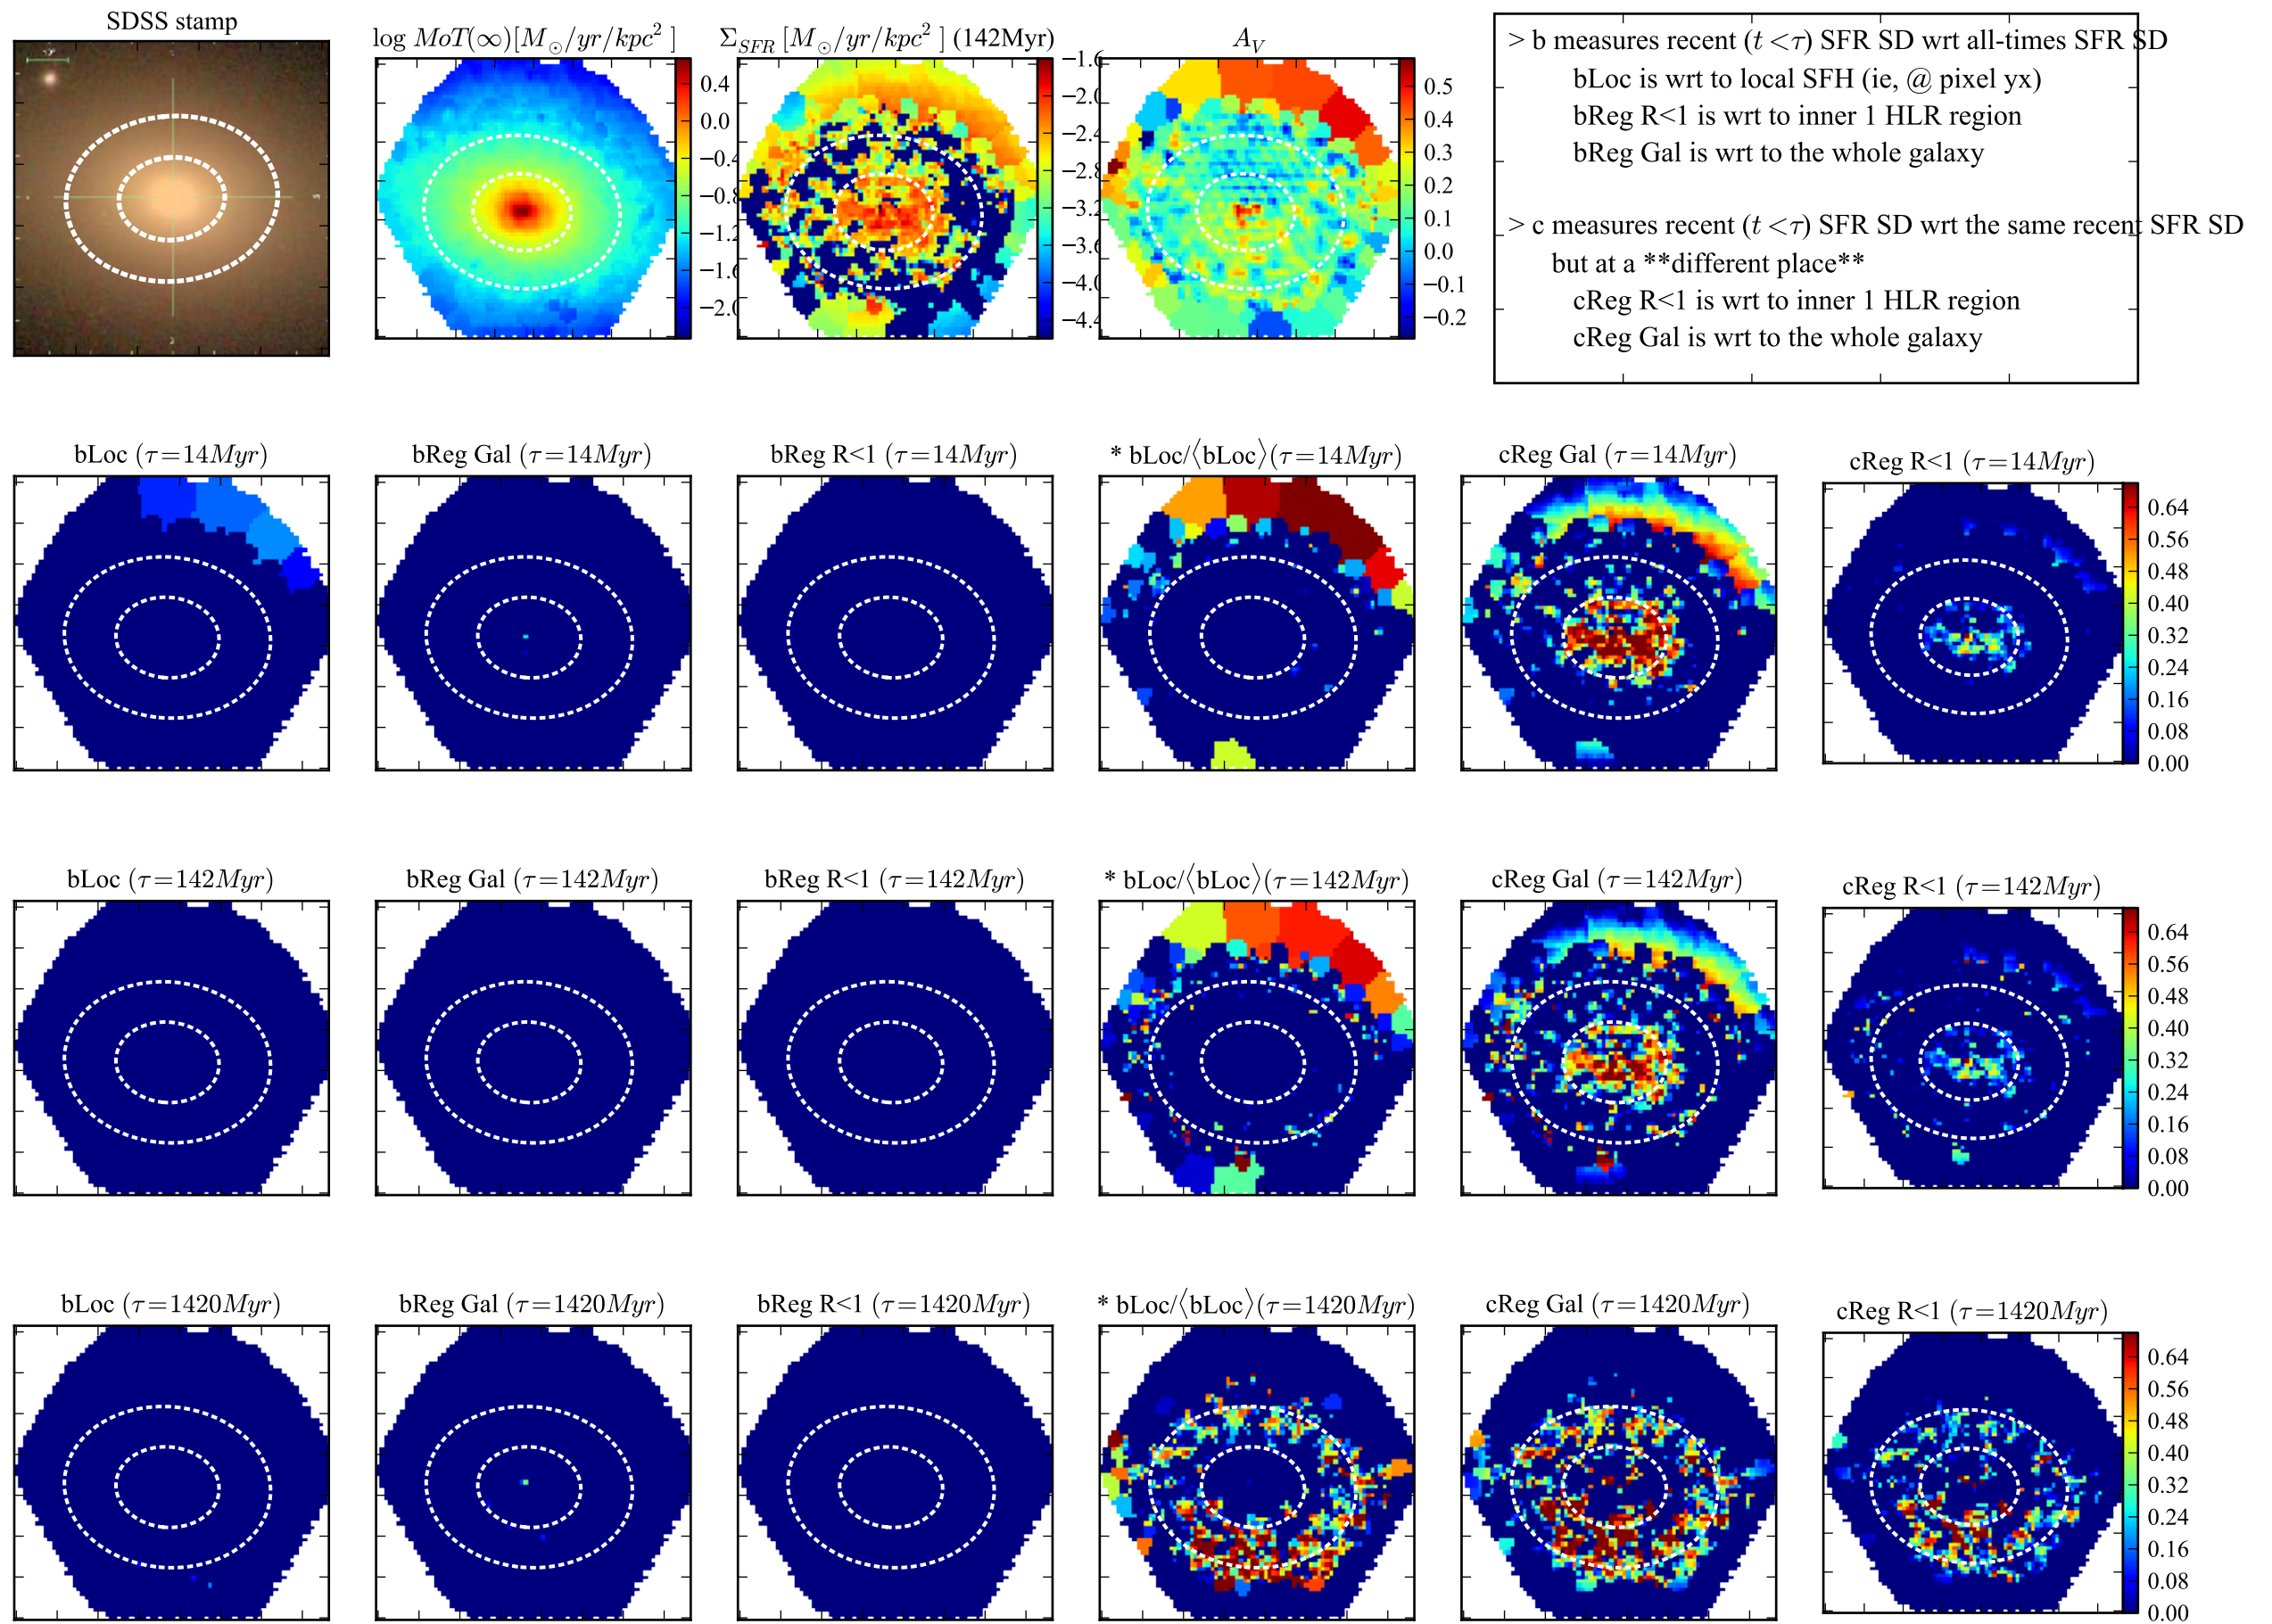 SDSS stamp
log MoT(∞)[M⊙/yr/kpc² ]
Σ_SFR [M⊙/yr/kpc² ] (142Myr)
A_V
0.4
0.0
−0.4
−0.8
−1.2
−1.6
−2.0
−1.6
−2.0
−2.4
−2.8
−3.2
−3.6
−4.0
−4.4
0.5
0.4
0.3
0.2
0.1
0.0
−0.1
−0.2
> b measures recent (t <τ) SFR SD wrt all-times SFR SD
bLoc is wrt to local SFH (ie, @ pixel yx)
bReg R<1 is wrt to inner 1 HLR region
bReg Gal is wrt to the whole galaxy
> c measures recent (t <τ) SFR SD wrt the same recent SFR SD
but at a **different place**
cReg R<1 is wrt to inner 1 HLR region
cReg Gal is wrt to the whole galaxy
bLoc (τ=14Myr)
bReg Gal (τ=14Myr)
bReg R<1 (τ=14Myr)
* bLoc/⟨bLoc⟩(τ=14Myr)
cReg Gal (τ=14Myr)
cReg R<1 (τ=14Myr)
0.64
0.56
0.48
0.40
0.32
0.24
0.16
0.08
0.00
bLoc (τ=142Myr)
bReg Gal (τ=142Myr)
bReg R<1 (τ=142Myr)
* bLoc/⟨bLoc⟩(τ=142Myr)
cReg Gal (τ=142Myr)
cReg R<1 (τ=142Myr)
0.64
0.56
0.48
0.40
0.32
0.24
0.16
0.08
0.00
bLoc (τ=1420Myr)
bReg Gal (τ=1420Myr)
bReg R<1 (τ=1420Myr)
* bLoc/⟨bLoc⟩(τ=1420Myr)
cReg Gal (τ=1420Myr)
cReg R<1 (τ=1420Myr)
0.64
0.56
0.48
0.40
0.32
0.24
0.16
0.08
0.00